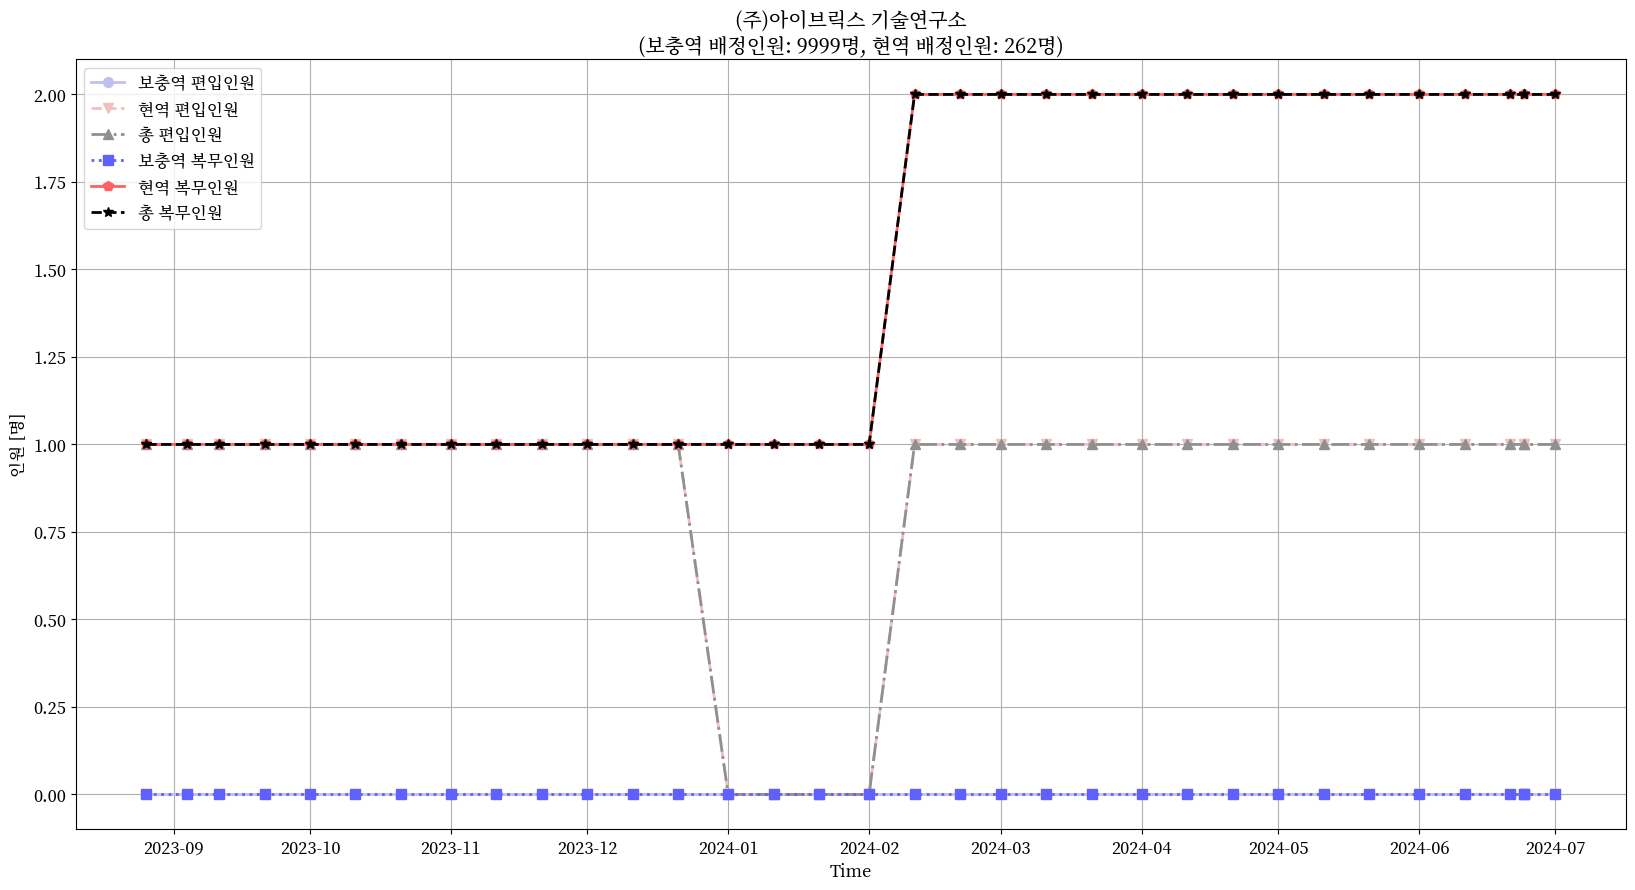 (주)아이브릭스 기술연구소
(보충역 배정인원: 9999명, 현역 배정인원: 262명)
보충역 편입인원
현역 편입인원
총 편입인원
보충역 복무인원
현역 복무인원
총 복무인원
2.00
1.75
1.50
1.25
1.00
0.75
0.50
0.25
0.00
인원 [명]
2023-09 2023-10 2023-11 2023-12 2024-01 2024-02 2024-03 2024-04 2024-05 2024-06 2024-07
Time